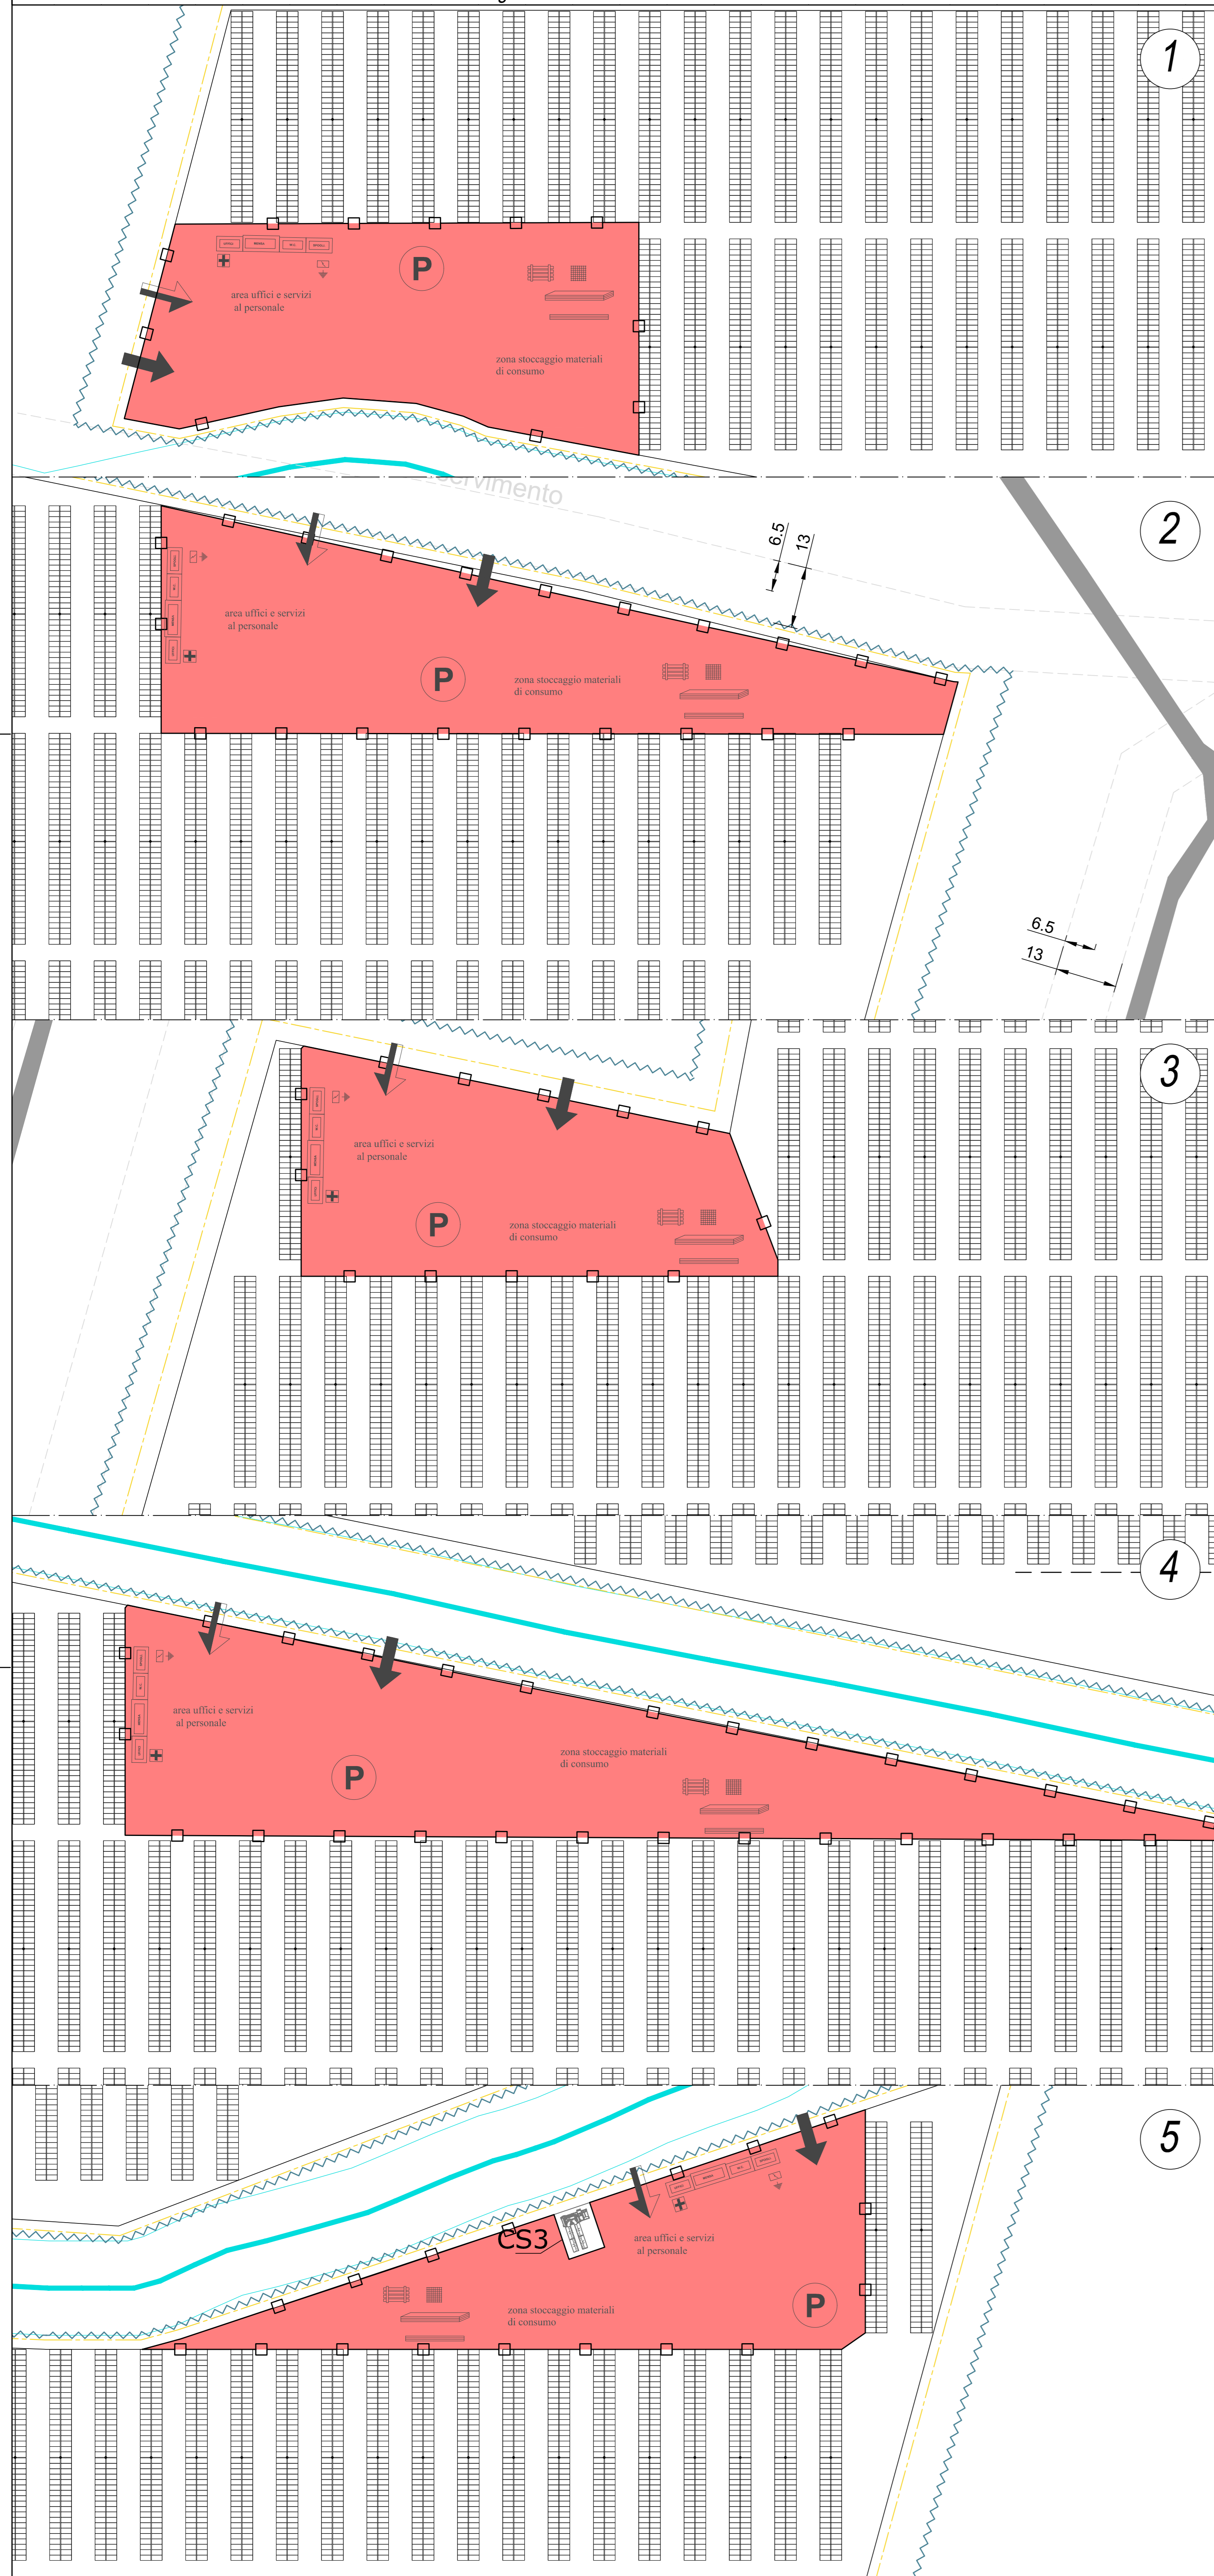 1
P
area uffici e servizi
al personale
zona stoccaggio materiali
di consumo
servimento
2
6.5
13
area uffici e servizi
al personale
P
zona stoccaggio materiali
di consumo
6.5
13
3
area uffici e servizi
al personale
P
zona stoccaggio materiali
di consumo
4
area uffici e servizi
al personale
zona stoccaggio materiali
di consumo
P
5
CS3
area uffici e servizi
al personale
P
zona stoccaggio materiali
di consumo